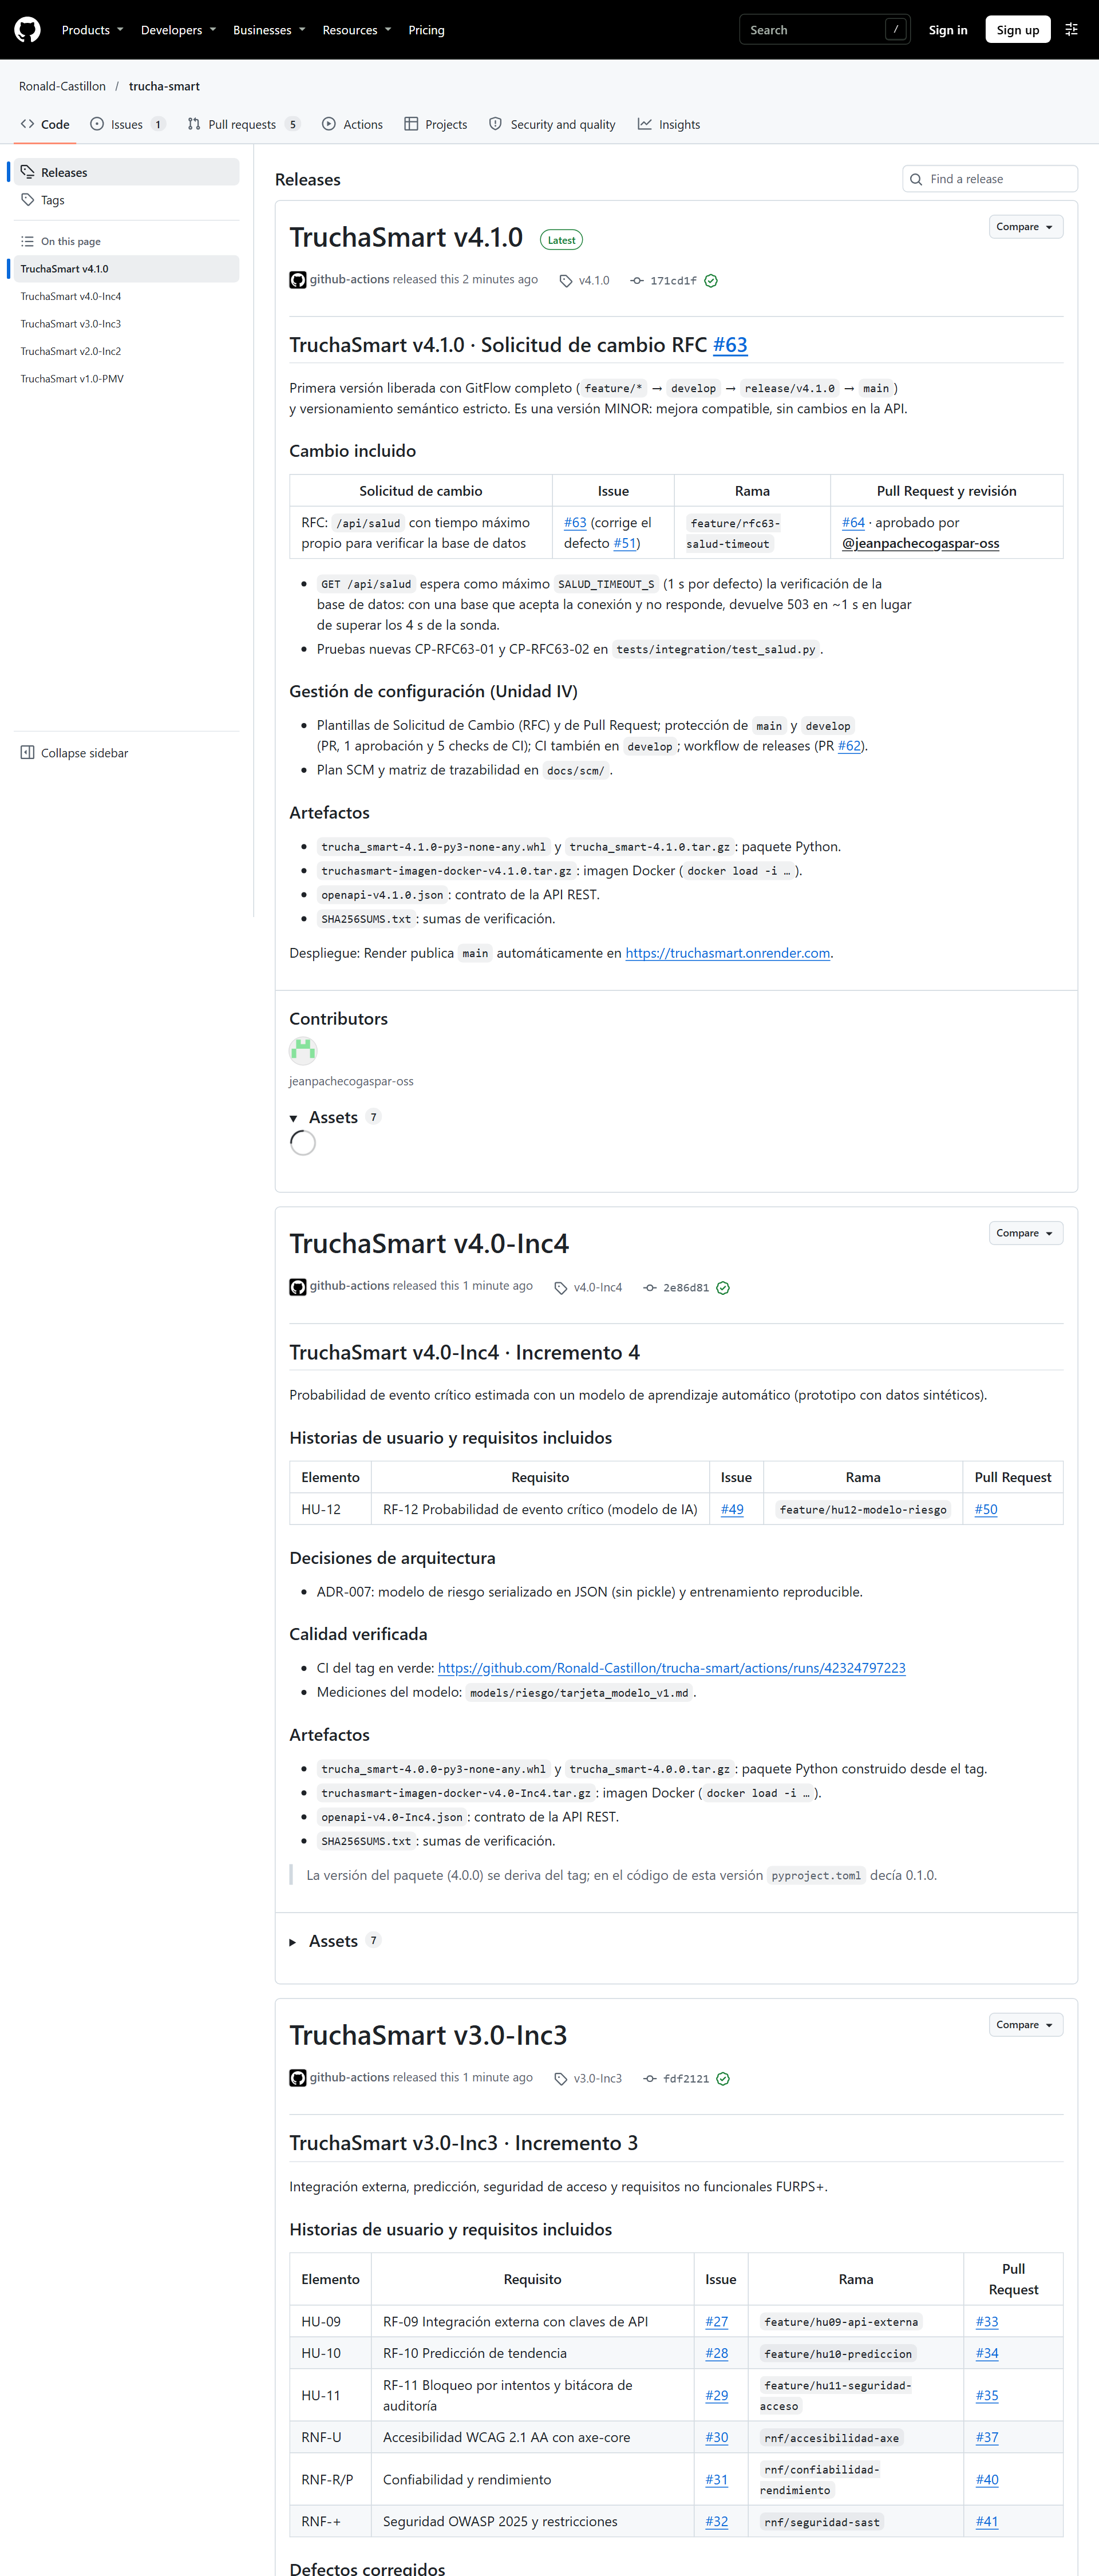 Products
Developers
Businesses
Resources
Pricing
Search
/
Sign in
Sign up
Ronald-Castillon / trucha-smart
Code
Issues 1
Pull requests 5
Actions
Projects
Security and quality
Insights
Releases
Tags
On this page
TruchaSmart v4.1.0
TruchaSmart v4.0-Inc4
TruchaSmart v3.0-Inc3
TruchaSmart v2.0-Inc2
TruchaSmart v1.0-PMV
Collapse sidebar
Releases
Find a release
TruchaSmart v4.1.0 Latest
Compare
github-actions released this 2 minutes ago v4.1.0 171cd1f
TruchaSmart v4.1.0 · Solicitud de cambio RFC #63
Primera versión liberada con GitFlow completo ( feature/* → develop → release/v4.1.0 → main )
y versionamiento semántico estricto. Es una versión MINOR: mejora compatible, sin cambios en la API.
Cambio incluido
Solicitud de cambio Issue Rama Pull Request y revisión
RFC: /api/salud con tiempo máximo propio para verificar la base de datos
#63 (corrige el defecto #51)
feature/rfc63-salud-timeout
#64 · aprobado por @jeanpachecogaspar-oss
GET /api/salud espera como máximo SALUD_TIMEOUT_S (1 s por defecto) la verificación de la
base de datos: con una base que acepta la conexión y no responde, devuelve 503 en ~1 s en lugar
de superar los 4 s de la sonda.
Pruebas nuevas CP-RFC63-01 y CP-RFC63-02 en tests/integration/test_salud.py.
Gestión de configuración (Unidad IV)
Plantillas de Solicitud de Cambio (RFC) y de Pull Request; protección de main y develop
(PR, 1 aprobación y 5 checks de CI); CI también en develop ; workflow de releases (PR #62).
Plan SCM y matriz de trazabilidad en docs/scm/.
Artefactos
trucha_smart-4.1.0-py3-none-any.whl y trucha_smart-4.1.0.tar.gz : paquete Python.
truchasmart-imagen-docker-v4.1.0.tar.gz : imagen Docker ( docker load -i … ).
openapi-v4.1.0.json : contrato de la API REST.
SHA256SUMS.txt : sumas de verificación.
Despliegue: Render publica main automáticamente en https://truchasmart.onrender.com.
Contributors
jeanpachecogaspar-oss
Assets 7
TruchaSmart v4.0-Inc4
Compare
github-actions released this 1 minute ago v4.0-Inc4 2e86d81
TruchaSmart v4.0-Inc4 · Incremento 4
Probabilidad de evento crítico estimada con un modelo de aprendizaje automático (prototipo con datos sintéticos).
Historias de usuario y requisitos incluidos
Elemento Requisito Issue Rama Pull Request
HU-12 RF-12 Probabilidad de evento crítico (modelo de IA) #49 feature/hu12-modelo-riesgo #50
Decisiones de arquitectura
ADR-007: modelo de riesgo serializado en JSON (sin pickle) y entrenamiento reproducible.
Calidad verificada
CI del tag en verde: https://github.com/Ronald-Castillon/trucha-smart/actions/runs/42324797223
Mediciones del modelo: models/riesgo/tarjeta_modelo_v1.md .
Artefactos
trucha_smart-4.0.0-py3-none-any.whl y trucha_smart-4.0.0.tar.gz : paquete Python construido desde el tag.
truchasmart-imagen-docker-v4.0-Inc4.tar.gz : imagen Docker ( docker load -i … ).
openapi-v4.0-Inc4.json : contrato de la API REST.
SHA256SUMS.txt : sumas de verificación.
La versión del paquete (4.0.0) se deriva del tag; en el código de esta versión pyproject.toml decía 0.1.0.
Assets 7
TruchaSmart v3.0-Inc3
Compare
github-actions released this 1 minute ago v3.0-Inc3 fdf2121
TruchaSmart v3.0-Inc3 · Incremento 3
Integración externa, predicción, seguridad de acceso y requisitos no funcionales FURPS+.
Historias de usuario y requisitos incluidos
Elemento Requisito Issue Rama Pull Request
HU-09 RF-09 Integración externa con claves de API #27 feature/hu09-api-externa #33
HU-10 RF-10 Predicción de tendencia #28 feature/hu10-prediccion #34
HU-11 RF-11 Bloqueo por intentos y bitácora de auditoría #29 feature/hu11-seguridad-acceso #35
RNF-U Accesibilidad WCAG 2.1 AA con axe-core #30 rnf/accesibilidad-axe #37
RNF-R/P Confiabilidad y rendimiento #31 rnf/confiabilidad-rendimiento #40
RNF-+ Seguridad OWASP 2025 y restricciones #32 rnf/seguridad-sast #41
Defectos corregidos